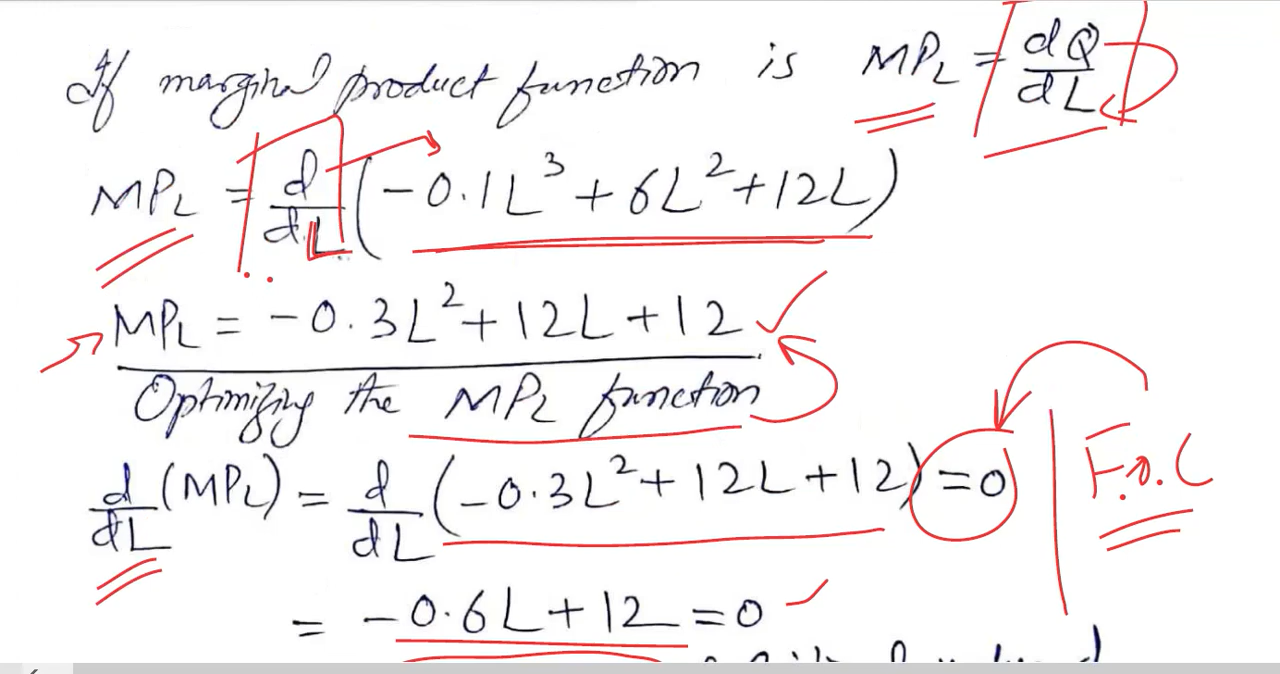 If marginal product function is MPL = dQ/dL
MPL = d/dL (-0.1L³ + 6L² + 12L)
MPL = -0.3L² + 12L + 12
Optimizing the MPL function
d/dL (MPL) = d/dL (-0.3L² + 12L + 12) = 0 | F.O.C
= -0.6L + 12 = 0